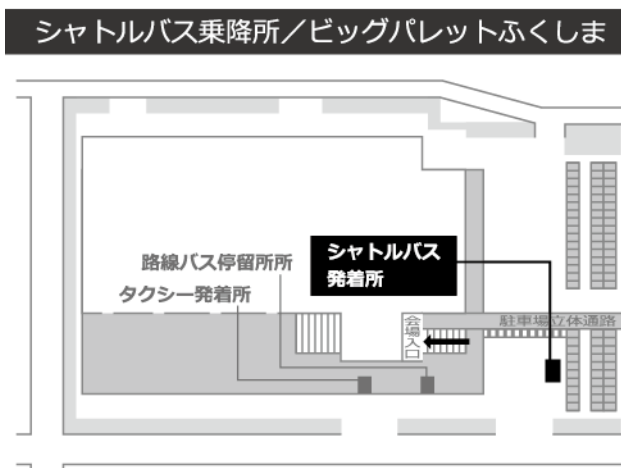 シャトルバス乗降所／ビッグパレットふくしま
シャトルバス
発着所
路線バス停留所所
タクシー発着所
会場入口
駐車場立体通路